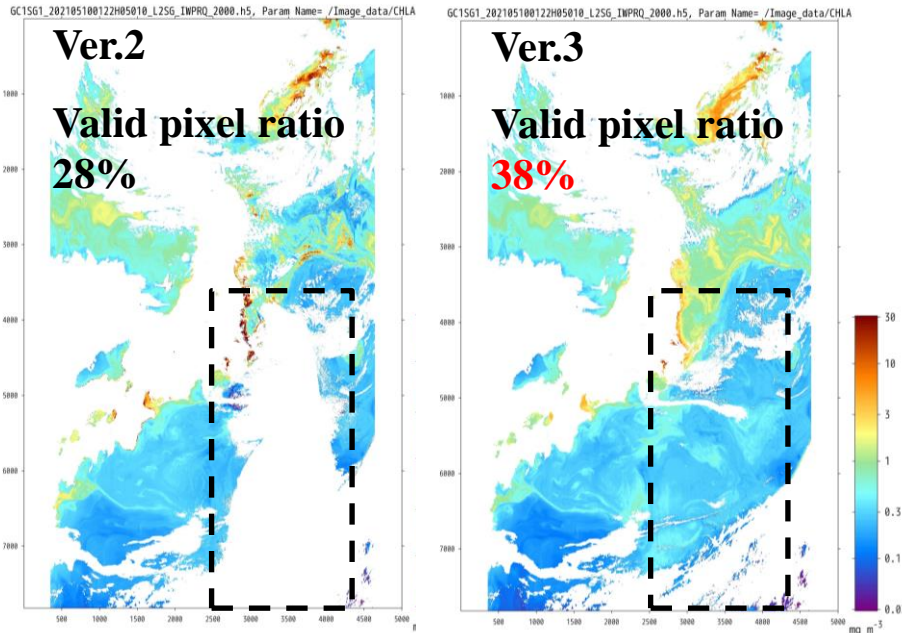 GC1SG1_202105100122H05010_L2SG_IWPRQ_2000.h5, Param Name= /Image_data/CHLA
Ver.2
Valid pixel ratio
28%
1000
2000
3000
4000
5000
6000
7000
500 1000 1500 2000 2500 3000 3500 4000 4500 5000
GC1SG1_202105100122H05010_L2SG_IWPRQ_2000.h5, Param Name= /Image_data/CHLA
Ver.3
Valid pixel ratio
38%
1000
2000
3000
4000
5000
6000
7000
500 1000 1500 2000 2500 3000 3500 4000 4500 5000
30
10
3
1
0.3
0.1
mg m-3